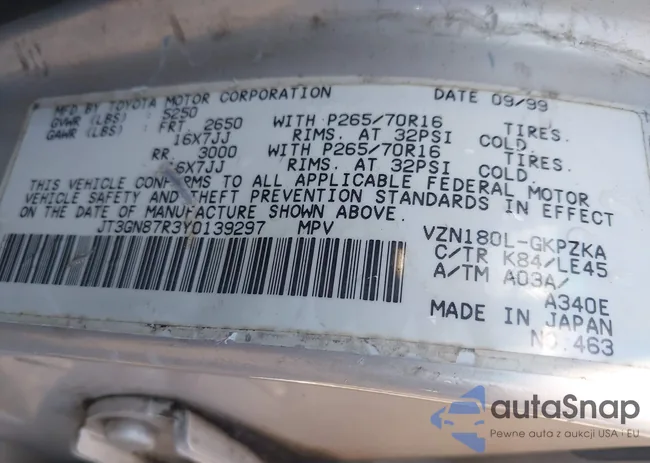 MFD BY TOYOTA MOTOR CORPORATION DATE 09/99
GVWR (LBS) : 5250
GAWR (LBS) : FRT 2650 WITH P265/70R16 TIRES.
16X7JJ RIMS. AT 32PSI COLD.
RR. 3000 WITH P265/70R16 TIRES.
16X7JJ RIMS. AT 32PSI COLD.
THIS VEHICLE CONFORMS TO ALL APPLICABLE FEDERAL MOTOR
VEHICLE SAFETY AND THEFT PREVENTION STANDARDS IN EFFECT
ON THE DATE OF MANUFACTURE SHOWN ABOVE.
JT3GN87R3Y0139297 MPV VZN180L-GKPZKA
C/TR K84/LE45
A/TM A03A/
A340E
MADE IN JAPAN
NO.463
autaSnap
Pewne auta z aukcji USA i EU